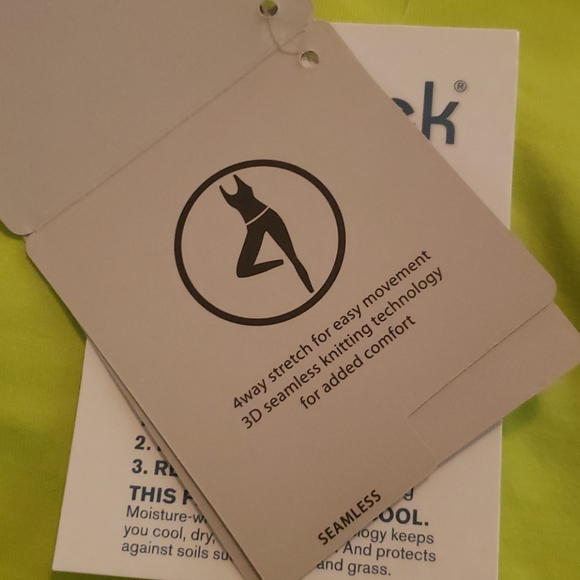 ck®
4way stretch for easy movement
3D seamless knitting technology
for added comfort
SEAMLESS
2.
3. RE
THIS OOL.
Moisture-w
you cool, dry, ology keeps
against soils su And protects
and grass.